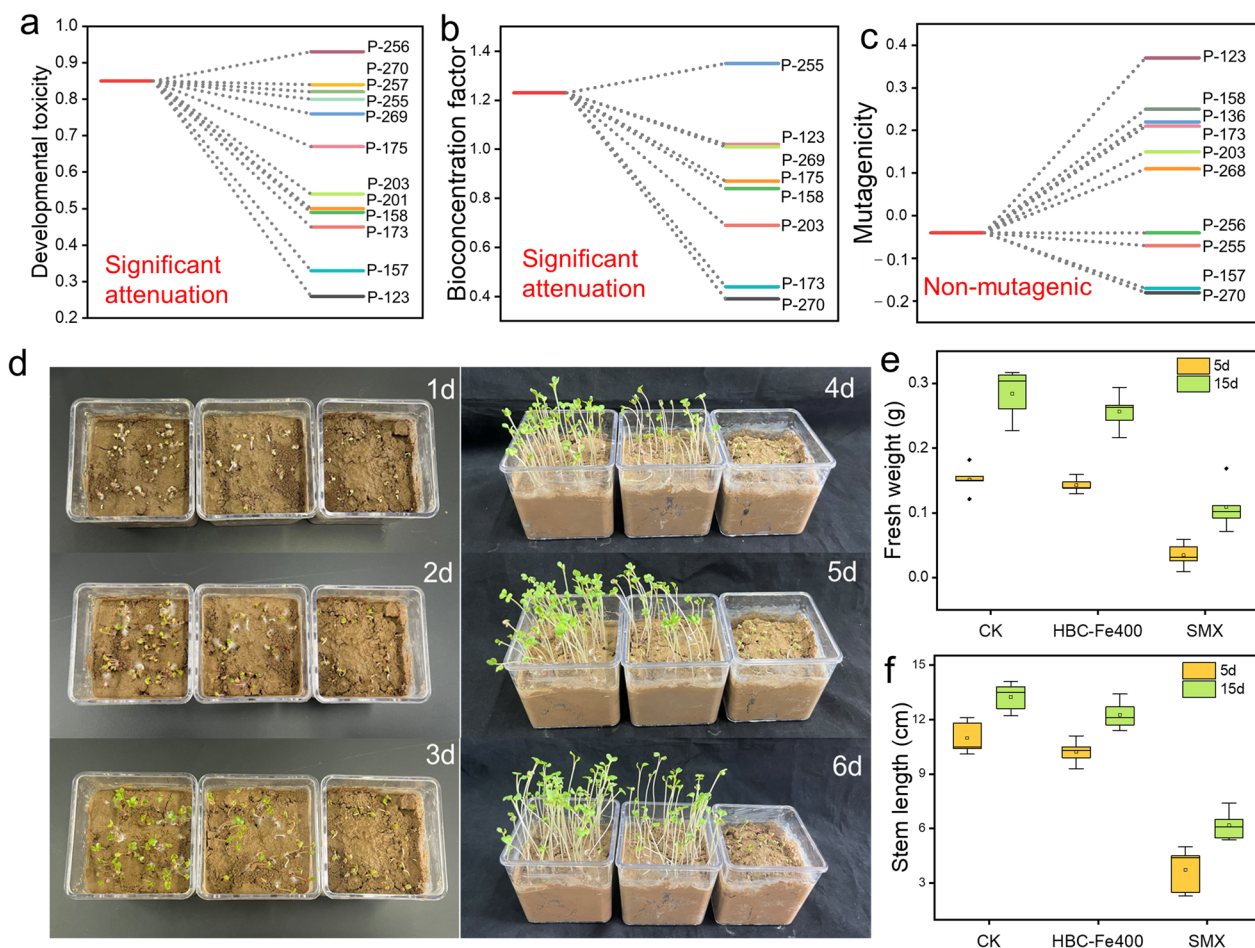 a
Developmental toxicity
1.0
0.9
0.8
0.7
0.6
0.5
0.4
0.3
0.2
P-256
P-270
P-257
P-255
P-269
P-175
P-203
P-201
P-158
P-173
P-157
P-123
Significant
attenuation
b
Bioconcentration factor
1.4
1.2
1.0
0.8
0.6
0.4
P-255
P-123
P-269
P-175
P-158
P-203
P-173
P-270
Significant
attenuation
c
Mutagenicity
0.4
0.3
0.2
0.1
0.0
−0.1
−0.2
P-123
P-158
P-136
P-173
P-203
P-268
P-256
P-255
P-157
P-270
Non-mutagenic
d
1d
4d
2d
5d
3d
6d
e
Fresh weight (g)
0.3
0.2
0.1
0.0
5d
15d
CK
HBC-Fe400
SMX
f
Stem length (cm)
15
12
9
6
3
5d
15d
CK
HBC-Fe400
SMX